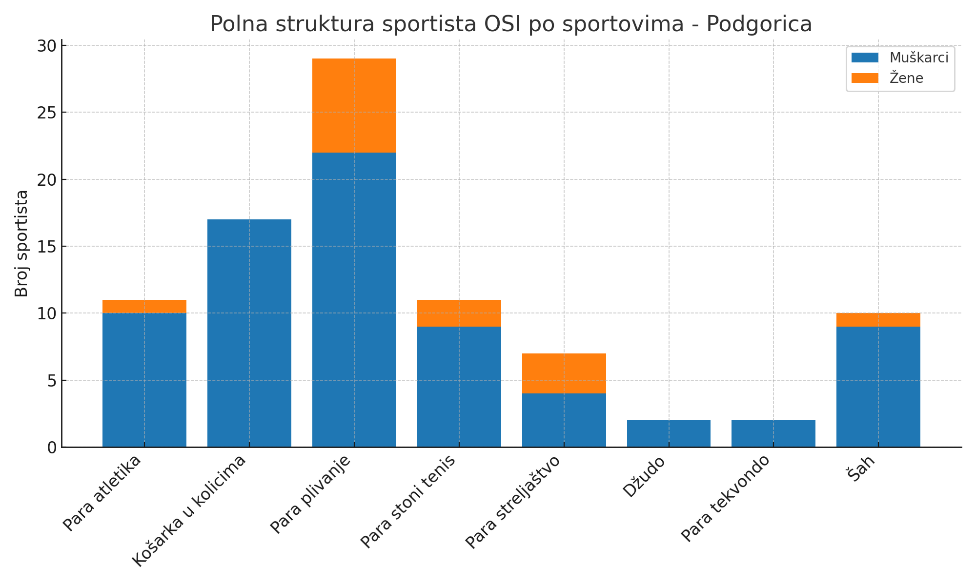 Polna struktura sportista OSI po sportovima - Podgorica
Muškarci
Žene
Broj sportista
30
25
20
15
10
5
0
Para atletika
Košarka u kolicima
Para plivanje
Para stoni tenis
Para streljaštvo
Džudo
Para tekvondo
Šah